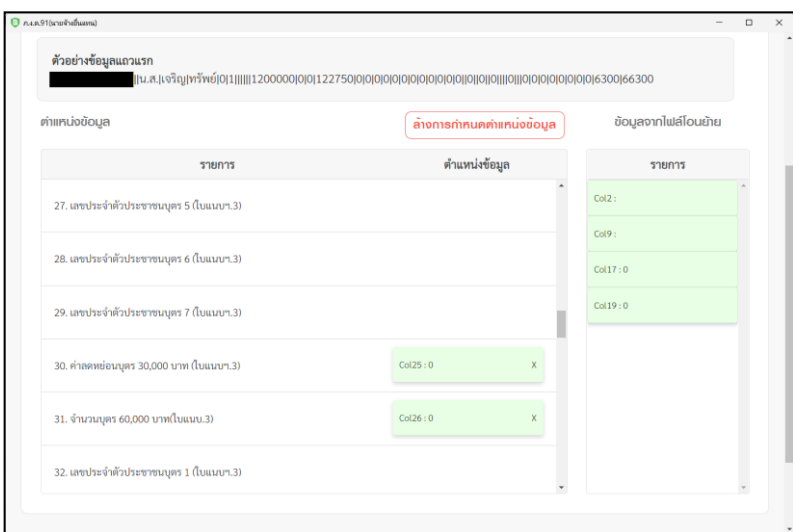 ภ.ง.ด.91(นายจ้างยื่นแทน)
ตัวอย่างข้อมูลแถวแรก
||น.ส.|เจริญ|ทรัพย์|0|1||||||1200000|0|0|122750|0|0|0|0|0|0|0|0|0|0|0||0||0||0||||0|||0|0|0|0|0|0|0|6300|66300
ตำแหน่งข้อมูล
ล้างการกำหนดตำแหน่งข้อมูล
ข้อมูลจากไฟล์โอนย้าย
รายการ ตำแหน่งข้อมูล
รายการ
27. เลขประจำตัวประชาชนบุตร 5 (ใบแนบฯ.3)
28. เลขประจำตัวประชาชนบุตร 6 (ใบแนบฯ.3)
29. เลขประจำตัวประชาชนบุตร 7 (ใบแนบฯ.3)
30. ค่าลดหย่อนบุตร 30,000 บาท (ใบแนบฯ.3) Col25 : 0 X
31. จำนวนบุตร 60,000 บาท(ใบแนบ.3) Col26 : 0 X
32. เลขประจำตัวประชาชนบุตร 1 (ใบแนบฯ.3)
Col2 :
Col9 :
Col17 : 0
Col19 : 0